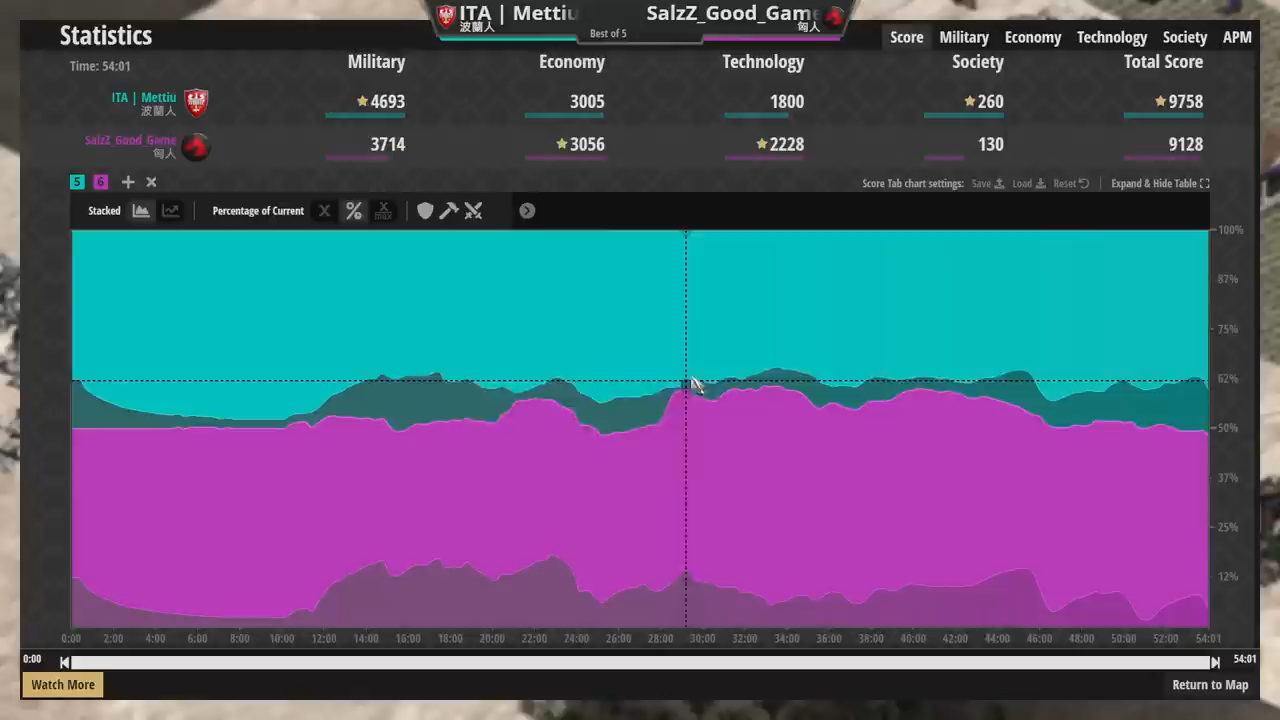 ITA | Mettiu
波蘭人
Best of 5
SalzZ_Good_Game
匈人
Statistics
Score Military Economy Technology Society APM
Time: 54:01
Military Economy Technology Society Total Score
ITA | Mettiu
波蘭人
4693 3005 1800 260 9758
SalzZ_Good_Game
匈人
3714 3056 2228 130 9128
5 6
Score Tab chart settings: Save Load Reset Expand & Hide Table
Stacked Percentage of Current X % X max
100%
87%
75%
62%
50%
37%
25%
12%
0:00 2:00 4:00 6:00 8:00 10:00 12:00 14:00 16:00 18:00 20:00 22:00 24:00 26:00 28:00 30:00 32:00 34:00 36:00 38:00 40:00 42:00 44:00 46:00 48:00 50:00 52:00 54:01
0:00 54:01
Watch More Return to Map